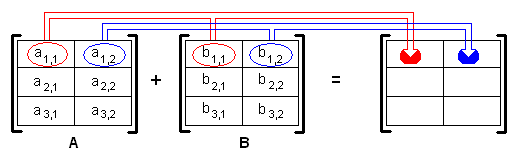 a1,1 a1,2 b1,1 b1,2
a2,1 a2,2 + b2,1 b2,2 =
a3,1 a3,2 b3,1 b3,2
A B